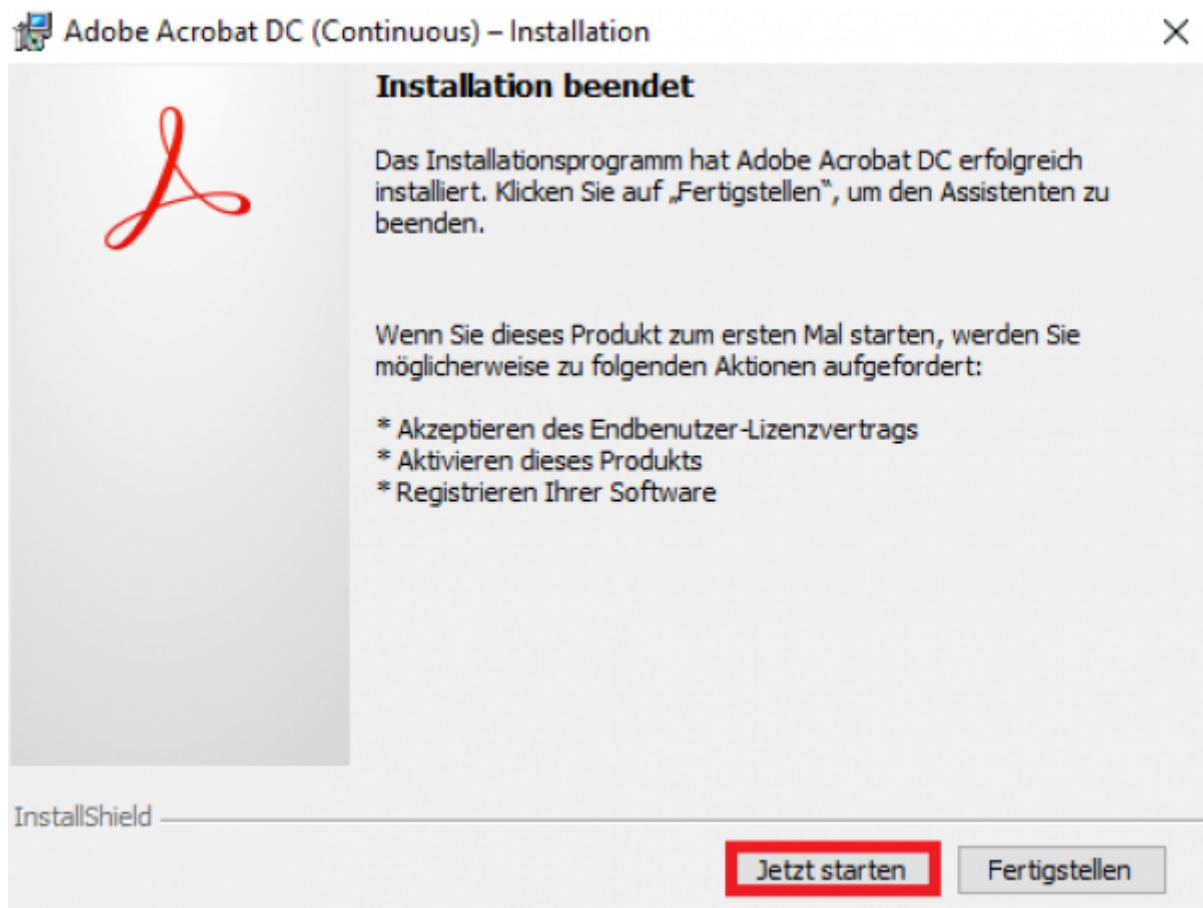 Adobe Acrobat DC (Continuous) – Installation
Installation beendet
Das Installationsprogramm hat Adobe Acrobat DC erfolgreich
installiert. Klicken Sie auf „Fertigstellen“, um den Assistenten zu
beenden.
Wenn Sie dieses Produkt zum ersten Mal starten, werden Sie
möglicherweise zu folgenden Aktionen aufgefordert:
* Akzeptieren des Endbenutzer-Lizenzvertrags
* Aktivieren dieses Produkts
* Registrieren Ihrer Software
InstallShield
Jetzt starten
Fertigstellen